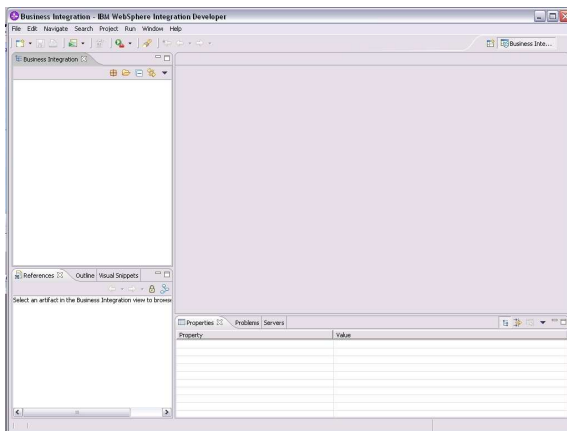 Business Integration - IBM WebSphere Integration Developer
File Edit Navigate Search Project Run Window Help
Business Inte...
Business Integration
References Outline Visual Snippets
Select an artifact in the Business Integration view to browse
Properties Problems Servers
Property Value